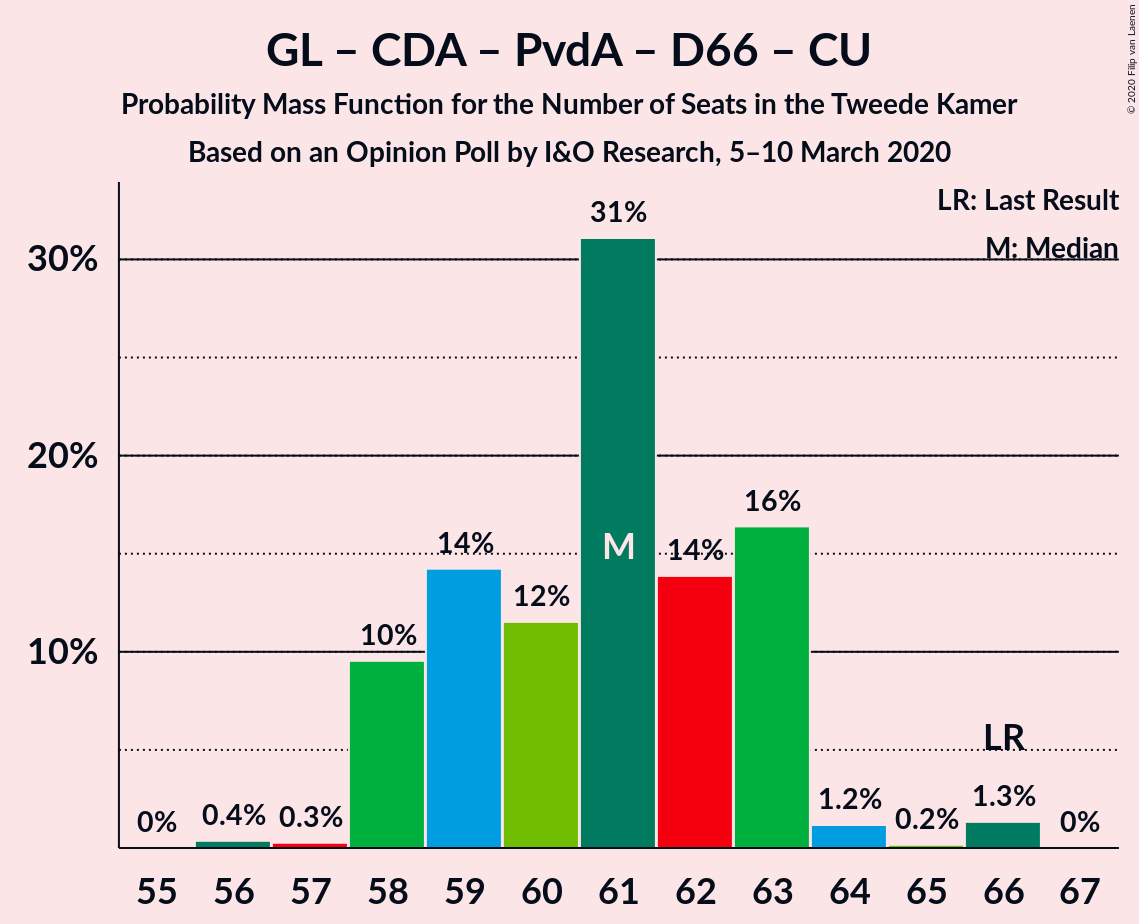 GL – CDA – PvdA – D66 – CU
Probability Mass Function for the Number of Seats in the Tweede Kamer
Based on an Opinion Poll by I&O Research, 5–10 March 2020
© 2020 Filip van Laenen
LR: Last Result
M: Median
30%
20%
10%
0%
0.4%
0.3%
10%
14%
12%
31%
M
14%
16%
1.2%
0.2%
LR
1.3%
0%
55 56 57 58 59 60 61 62 63 64 65 66 67